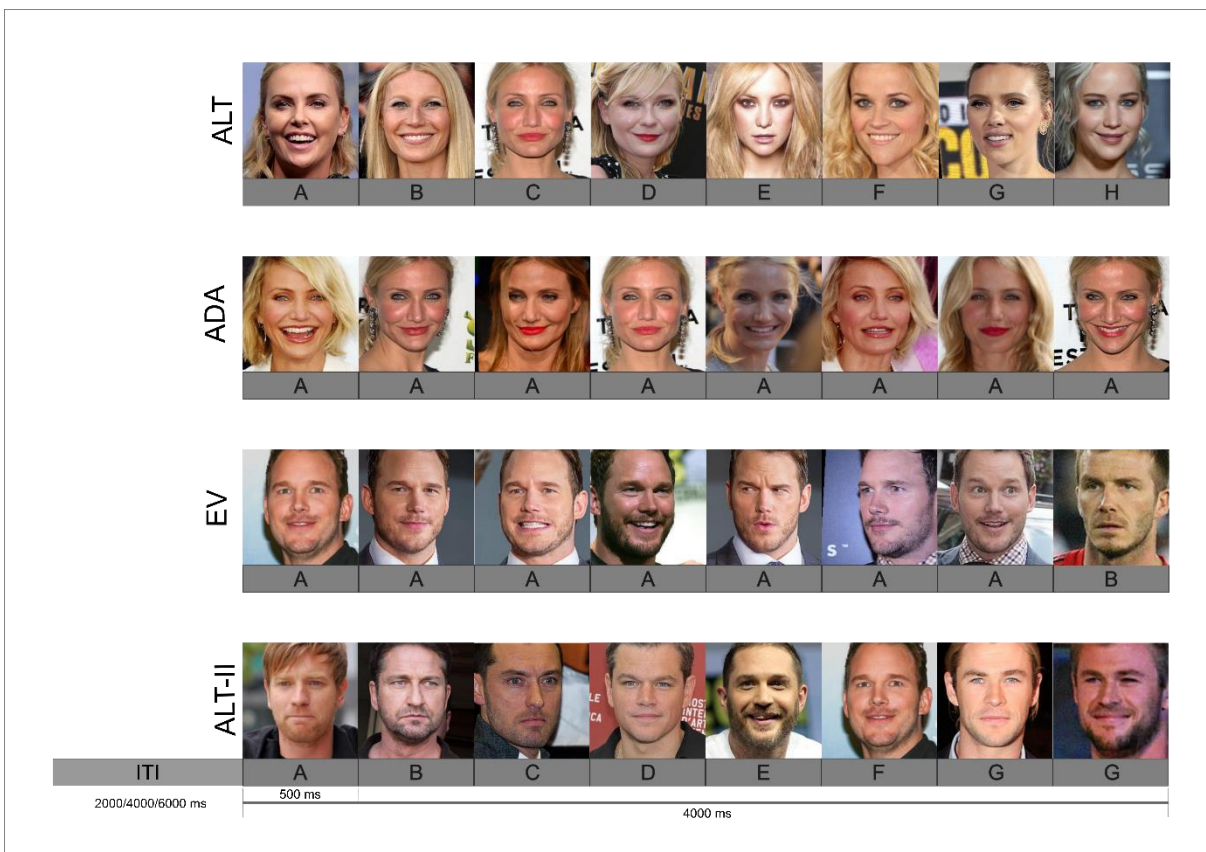 ALT
A B C D E F G H
ADA
A A A A A A A A
EV
A A A A A A A B
ALT-II
ITI A B C D E F G G
2000/4000/6000 ms
500 ms
4000 ms